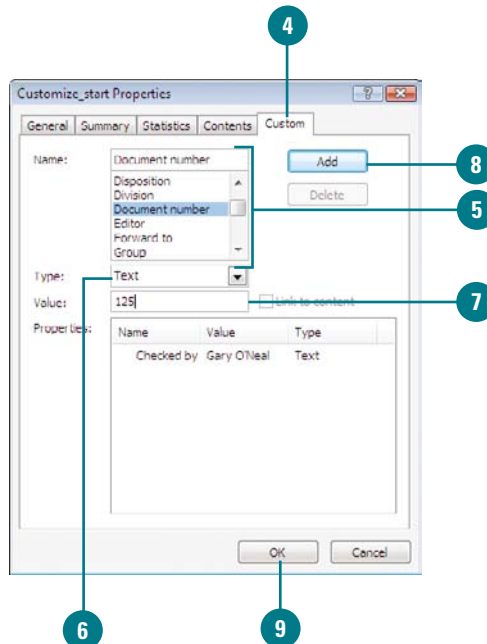 4
Customize_start Properties
General Summary Statistics Contents Custom
Name: Document number Add 8
Disposition
Division Delete
Document number 5
Editor
Forward to
Group
Type: Text
Value: 125 Link to content 7
Properties: Name Value Type
Checked by Gary O'Neal Text
OK Cancel
6 9